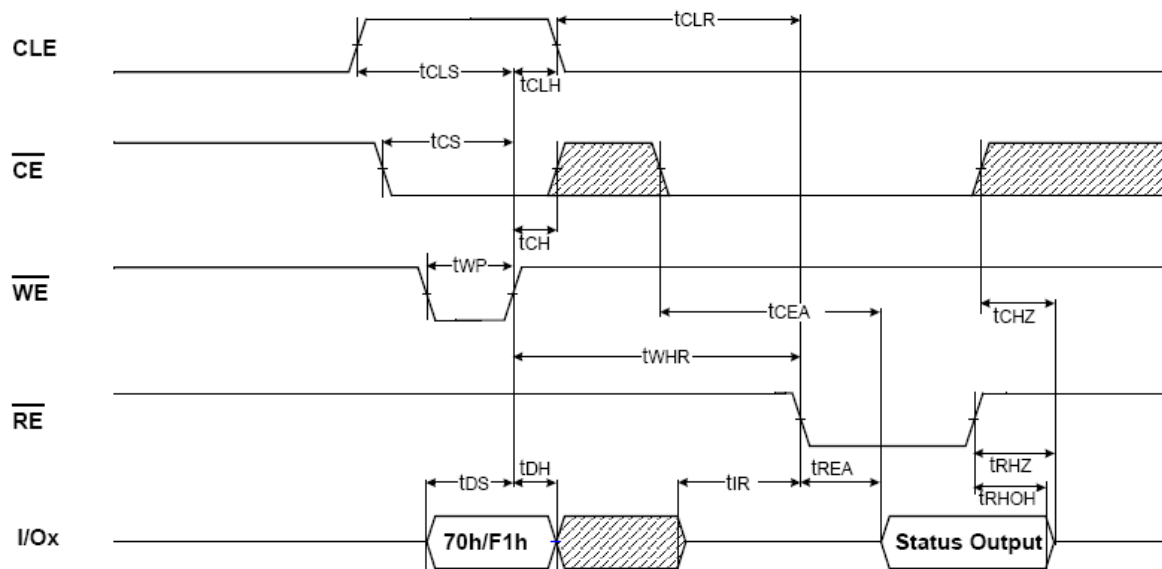 CLE
tCLR
tCLS
tCLH
CE
tCS
tCH
WE
tWP
tCEA
tCHZ
tWHR
RE
tDH
tDS
tIR
tREA
tRHZ
tRHOH
I/Ox
70h/F1h
Status Output